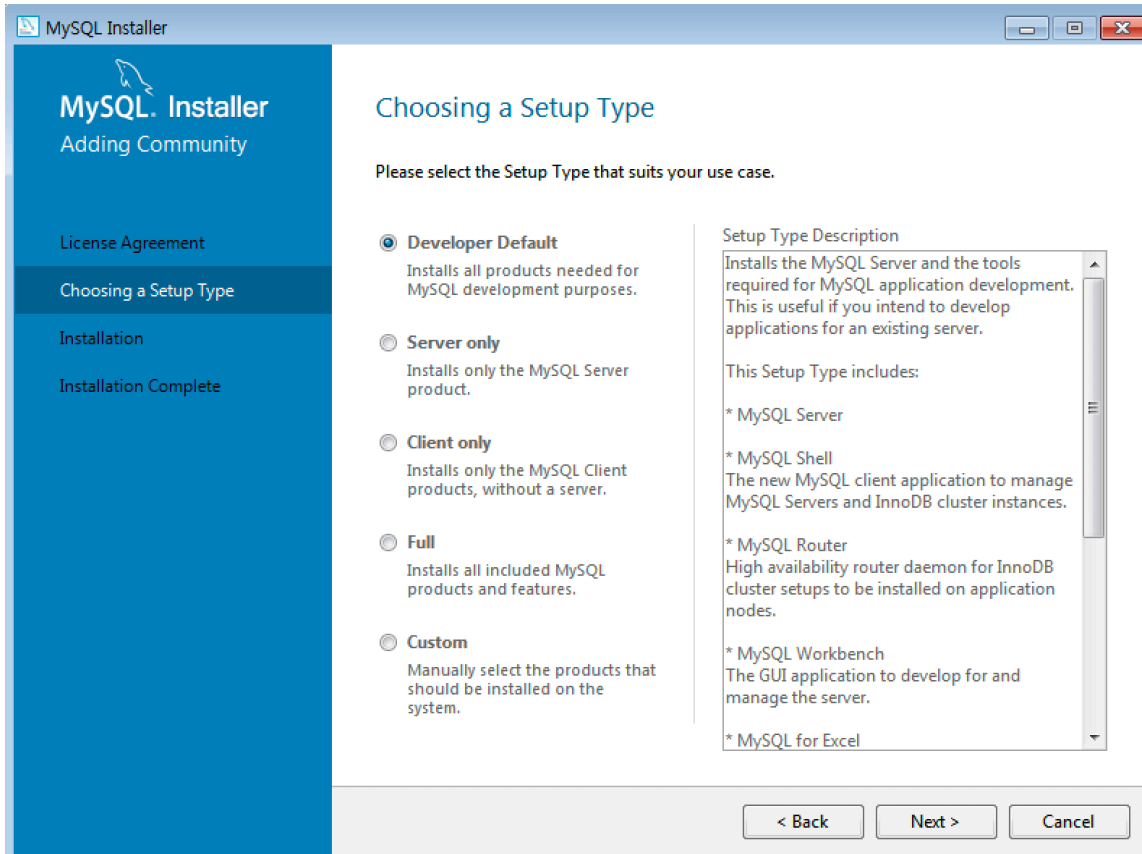 MySQL Installer
MySQL. Installer
Adding Community
License Agreement
Choosing a Setup Type
Installation
Installation Complete
Choosing a Setup Type
Please select the Setup Type that suits your use case.
Developer Default
Installs all products needed for
MySQL development purposes.
Server only
Installs only the MySQL Server
product.
Client only
Installs only the MySQL Client
products, without a server.
Full
Installs all included MySQL
products and features.
Custom
Manually select the products that
should be installed on the
system.
Setup Type Description
Installs the MySQL Server and the tools
required for MySQL application development.
This is useful if you intend to develop
applications for an existing server.
This Setup Type includes:
* MySQL Server
* MySQL Shell
The new MySQL client application to manage
MySQL Servers and InnoDB cluster instances.
* MySQL Router
High availability router daemon for InnoDB
cluster setups to be installed on application
nodes.
* MySQL Workbench
The GUI application to develop for and
manage the server.
* MySQL for Excel
< Back
Next >
Cancel